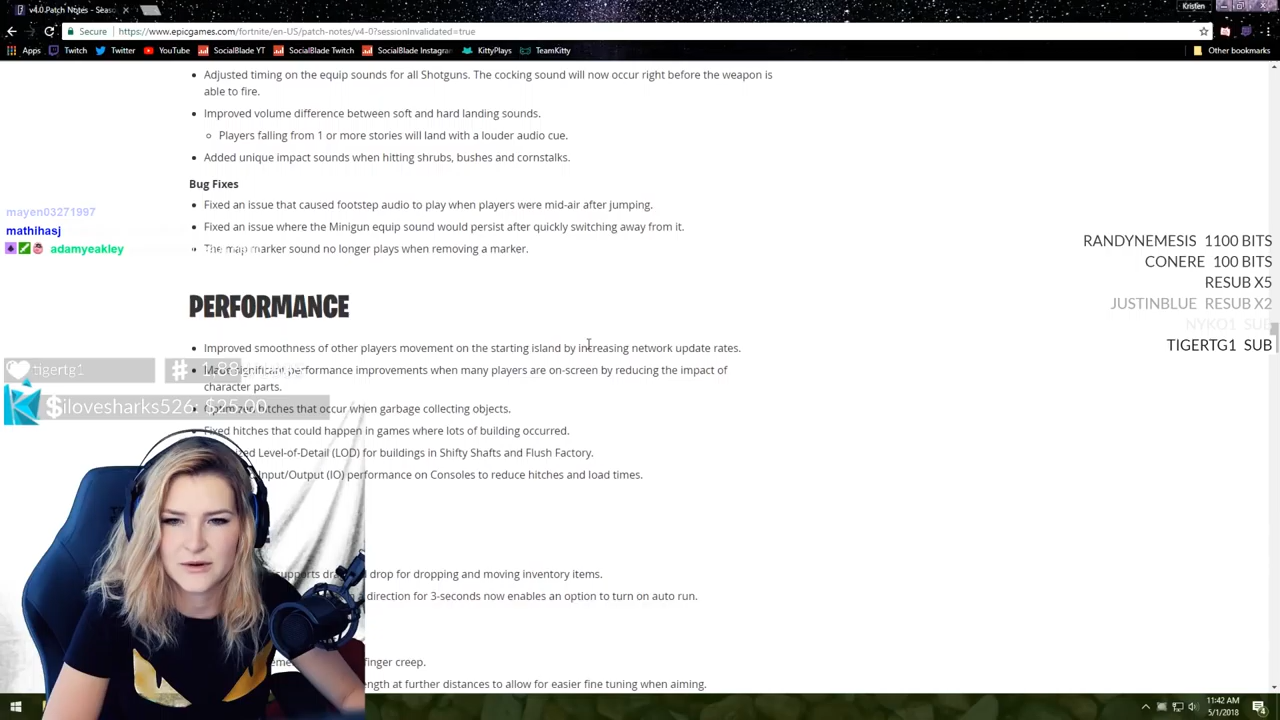 v4.0.Patch Notes - Seaso
Kristen
Secure https://www.epicgames.com/fortnite/en-US/patch-notes/v4-0?sessionInvalidated=true
Apps Twitch Twitter YouTube SocialBlade YT SocialBlade Twitch SocialBlade Instagram KittyPlays TeamKitty Other bookmarks
Adjusted timing on the equip sounds for all Shotguns. The cocking sound will now occur right before the weapon is
able to fire.
Improved volume difference between soft and hard landing sounds.
Players falling from 1 or more stories will land with a louder audio cue.
Added unique impact sounds when hitting shrubs, bushes and cornstalks.
Bug Fixes
Fixed an issue that caused footstep audio to play when players were mid-air after jumping.
Fixed an issue where the Minigun equip sound would persist after quickly switching away from it.
The map marker sound no longer plays when removing a marker.
mayen03271997
mathihasj
adamyeakley
RANDYNEMESIS 1100 BITS
CONERE 100 BITS
RESUB X5
JUSTINBLUE RESUB X2
NYKO1 SUB
TIGERTG1 SUB
PERFORMANCE
Improved smoothness of other players movement on the starting island by increasing network update rates.
significant performance improvements when many players are on-screen by reducing the impact of
character parts.
hitches that occur when garbage collecting objects.
Fixed hitches that could happen in games where lots of building occurred.
Level-of-Detail (LOD) for buildings in Shifty Shafts and Flush Factory.
Input/Output (IO) performance on Consoles to reduce hitches and load times.
tigertg1
#
$ilovesharks526: $25.00
supports drag and drop for dropping and moving inventory items.
direction for 3-seconds now enables an option to turn on auto run.
finger creep.
at further distances to allow for easier fine tuning when aiming.
11:42 AM
5/1/2018